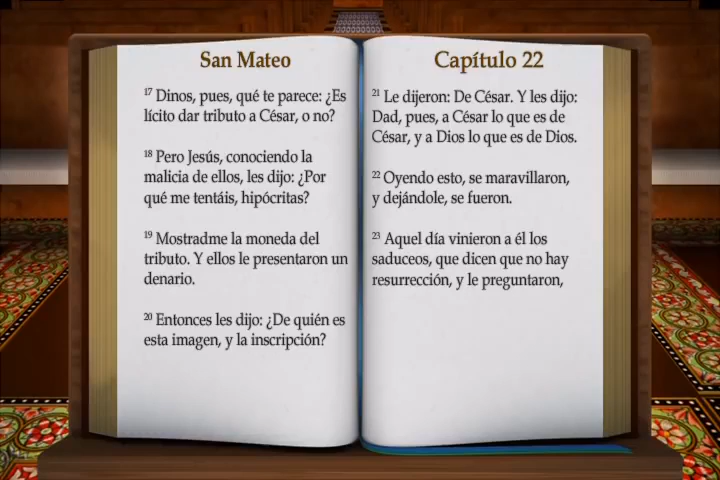 San Mateo
17 Dinos, pues, qué te parece: ¿Es
lícito dar tributo a César, o no?
18 Pero Jesús, conociendo la
malicia de ellos, les dijo: ¿Por
qué me tentáis, hipócritas?
19 Mostradme la moneda del
tributo. Y ellos le presentaron un
denario.
20 Entonces les dijo: ¿De quién es
esta imagen, y la inscripción?
Capítulo 22
21 Le dijeron: De César. Y les dijo:
Dad, pues, a César lo que es de
César, y a Dios lo que es de Dios.
22 Oyendo esto, se maravillaron,
y dejándole, se fueron.
23 Aquel día vinieron a él los
saduceos, que dicen que no hay
resurrección, y le preguntaron,